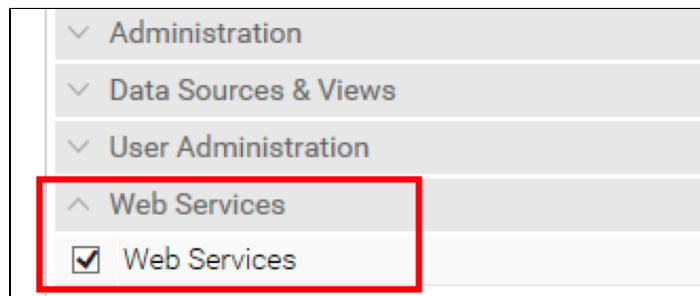 Administration
Data Sources & Views
User Administration
Web Services
Web Services